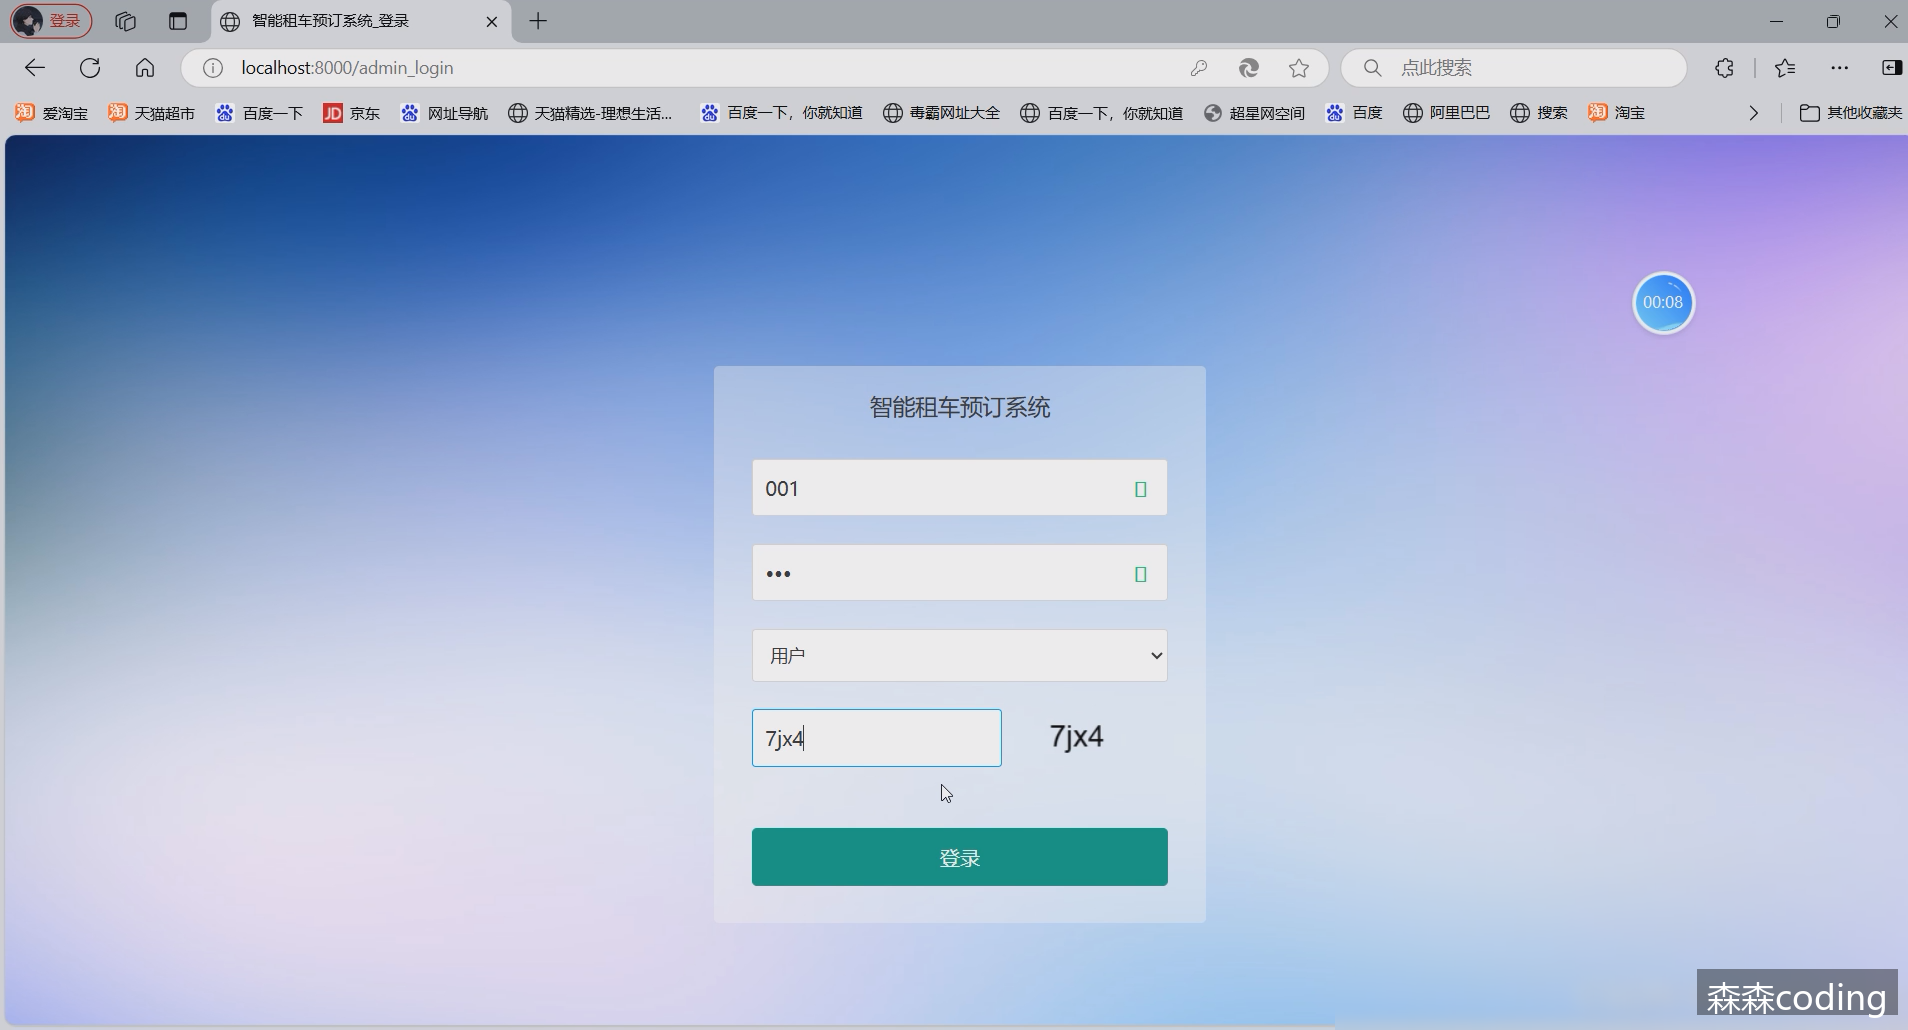 登录
智能租车预订系统_登录
localhost:8000/admin_login
点此搜索
爱淘宝
天猫超市
百度一下
JD 京东
网址导航
天猫精选-理想生活...
百度一下，你就知道
毒霸网址大全
百度一下，你就知道
超星网空间
百度
阿里巴巴
搜索
淘宝
其他收藏夹
00:08
智能租车预订系统
001
•••
用户
7jx4
7jx4
登录
森森coding